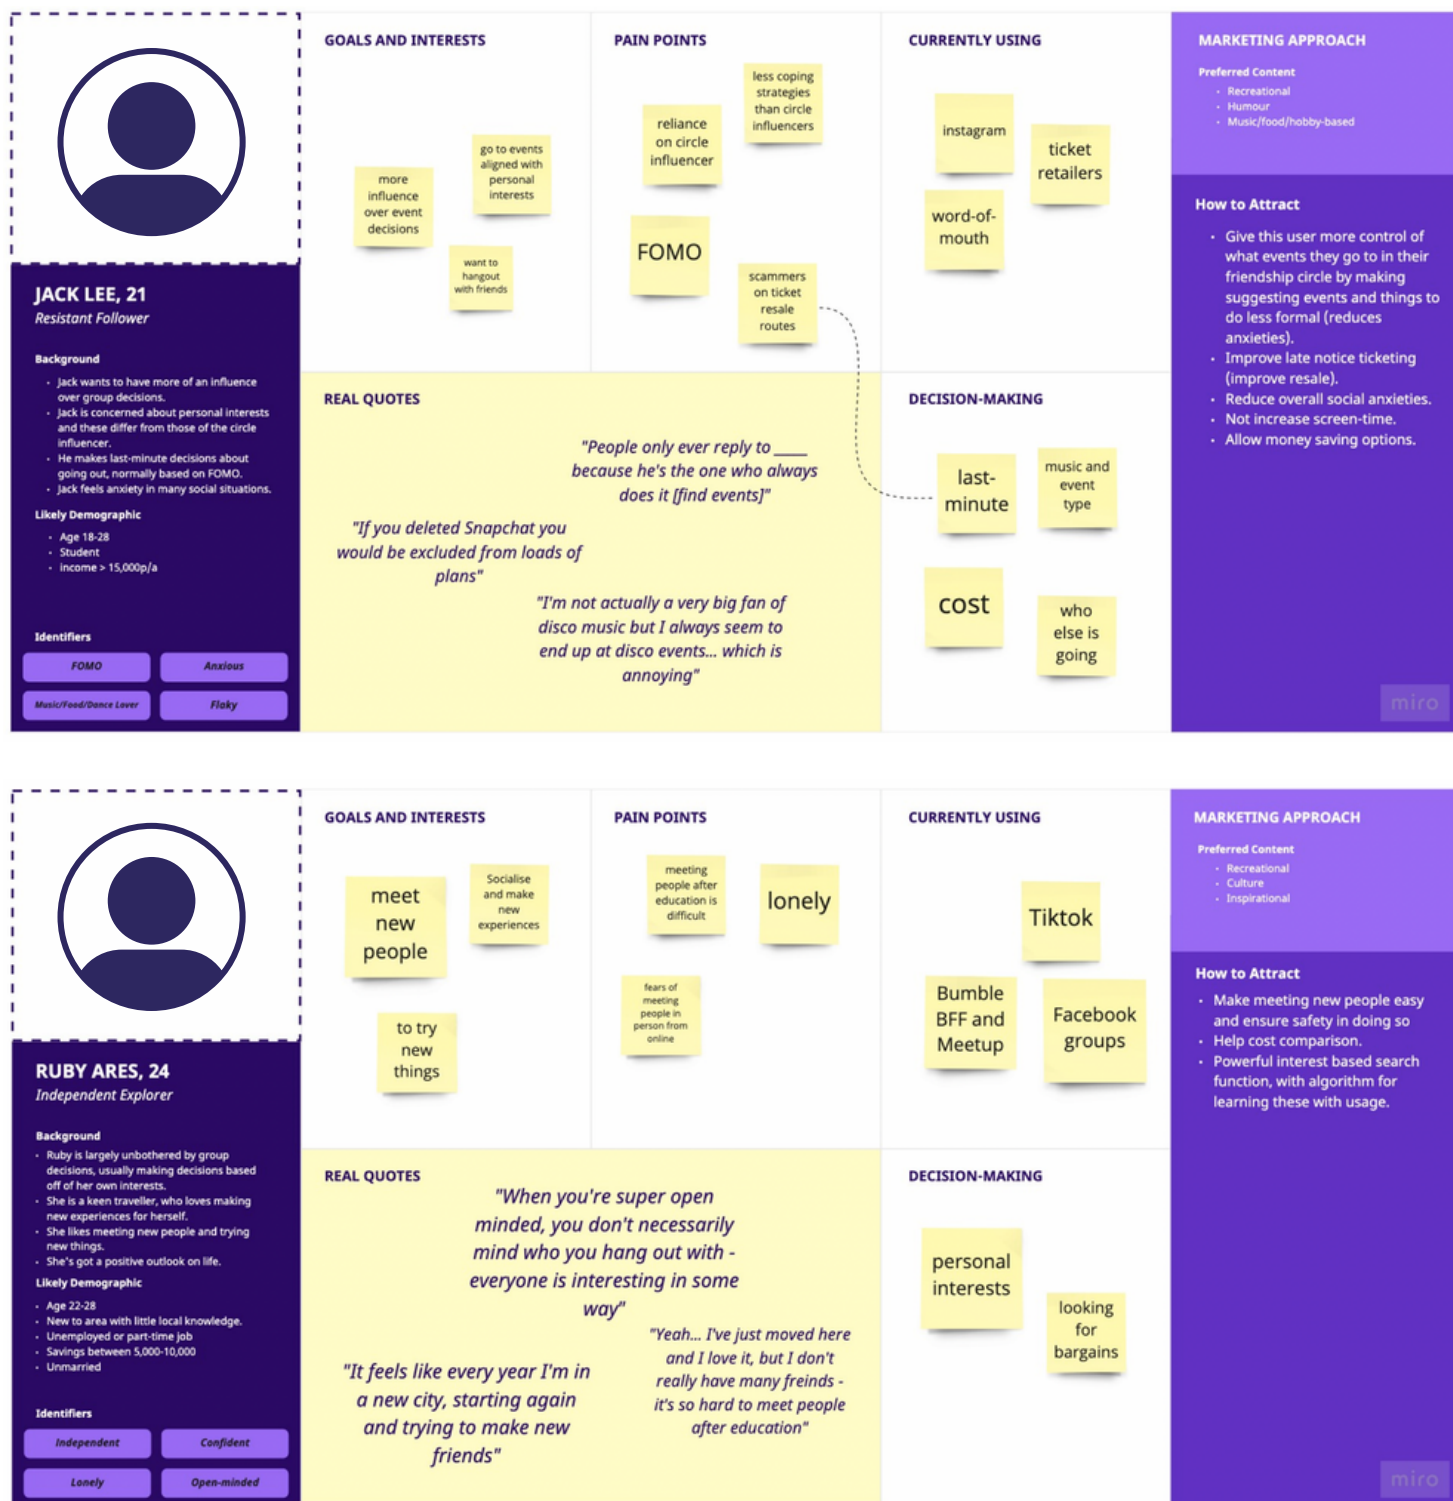 GOALS AND INTERESTS
more
influence
over event
decisions
go to events
aligned with
personal
interests
want to
hangout
with friends
PAIN POINTS
reliance
on circle
influencer
less coping
strategies
than circle
influencers
FOMO
scammers
on ticket
resale
routes
CURRENTLY USING
instagram
ticket
retailers
word-of-
mouth
MARKETING APPROACH
Preferred Content
• Recreational
• Humour
• Music/food/hobby-based
How to Attract
• Give this user more control of
what events they go to in their
friendship circle by making
suggesting events and things to
do less formal (reduces
anxieties).
• Improve late notice ticketing
(improve resale).
• Reduce overall social anxieties.
• Not increase screen-time.
• Allow money saving options.
miro
JACK LEE, 21
Resistant Follower
Background
• Jack wants to have more of an influence
over group decisions.
• Jack is concerned about personal interests
and these differ from those of the circle
influencer.
• He makes last-minute decisions about
going out, normally based on FOMO.
• Jack feels anxiety in many social situations.
Likely Demographic
• Age 18-28
• Student
• income > 15,000p/a
Identifiers
FOMO
Anxious
Music/Food/Dance Lover
Flaky
REAL QUOTES
"People only ever reply to ____
because he's the one who always
does it [find events]"
"If you deleted Snapchat you
would be excluded from loads of
plans"
"I'm not actually a very big fan of
disco music but I always seem to
end up at disco events... which is
annoying"
DECISION-MAKING
last-
minute
music and
event
type
cost
who
else is
going
GOALS AND INTERESTS
meet
new
people
Socialise
and make
new
experiences
to try
new
things
PAIN POINTS
meeting
people after
education is
difficult
lonely
fears of
meeting
people in
person from
online
CURRENTLY USING
Tiktok
Bumble
BFF and
Meetup
Facebook
groups
MARKETING APPROACH
Preferred Content
• Recreational
• Culture
• Inspirational
How to Attract
• Make meeting new people easy
and ensure safety in doing so
• Help cost comparison.
• Powerful interest based search
function, with algorithm for
learning these with usage.
miro
RUBY ARES, 24
Independent Explorer
Background
• Ruby is largely unbothered by group
decisions, usually making decisions based
off of her own interests.
• She is a keen traveller, who loves making
new experiences for herself.
• She likes meeting new people and trying
new things.
• She's got a positive outlook on life.
Likely Demographic
• Age 22-28
• New to area with little local knowledge.
• Unemployed or part-time job
• Savings between 5,000-10,000
• Unmarried
Identifiers
Independent
Confident
Lonely
Open-minded
REAL QUOTES
"When you're super open
minded, you don't necessarily
mind who you hang out with -
everyone is interesting in some
way"
"Yeah... I've just moved here
and I love it, but I don't
really have many freinds -
it's so hard to meet people
after education"
"It feels like every year I'm in
a new city, starting again
and trying to make new
friends"
DECISION-MAKING
personal
interests
looking
for
bargains